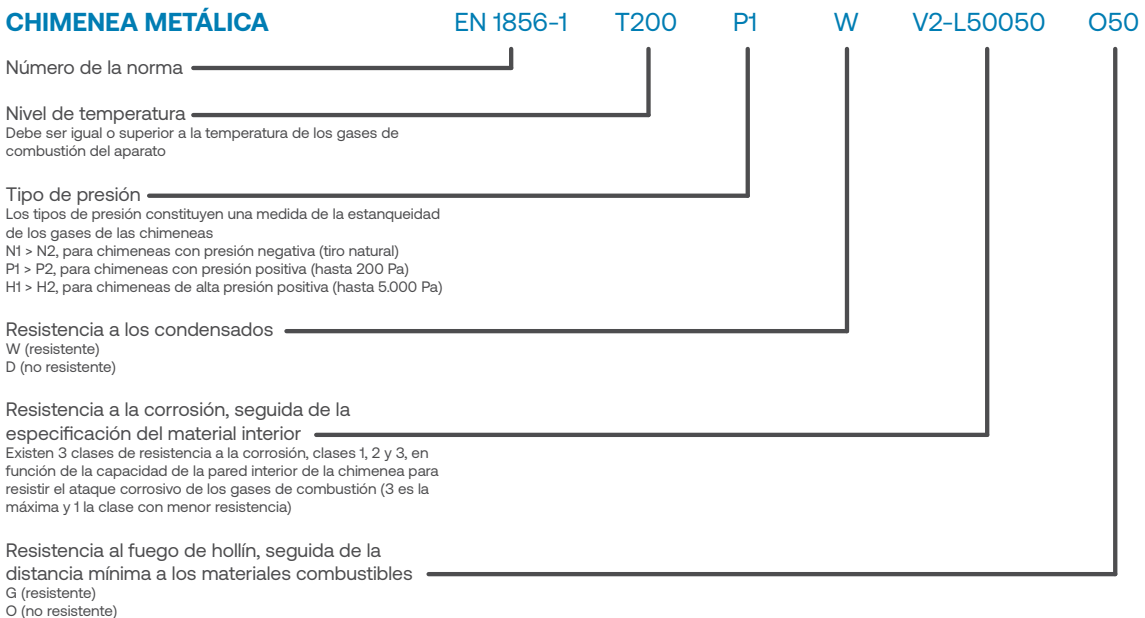 CHIMENEA METÁLICA EN 1856-1 T200 P1 W V2-L50050 O50
Número de la norma
Nivel de temperatura
Debe ser igual o superior a la temperatura de los gases de
combustión del aparato
Tipo de presión
Los tipos de presión constituyen una medida de la estanqueidad
de los gases de las chimeneas
N1 > N2, para chimeneas con presión negativa (tiro natural)
P1 > P2, para chimeneas con presión positiva (hasta 200 Pa)
H1 > H2, para chimeneas de alta presión positiva (hasta 5.000 Pa)
Resistencia a los condensados
W (resistente)
D (no resistente)
Resistencia a la corrosión, seguida de la
especificación del material interior
Existen 3 clases de resistencia a la corrosión, clases 1, 2 y 3, en
función de la capacidad de la pared interior de la chimenea para
resistir el ataque corrosivo de los gases de combustión (3 es la
máxima y 1 la clase con menor resistencia)
Resistencia al fuego de hollín, seguida de la
distancia mínima a los materiales combustibles
G (resistente)
O (no resistente)